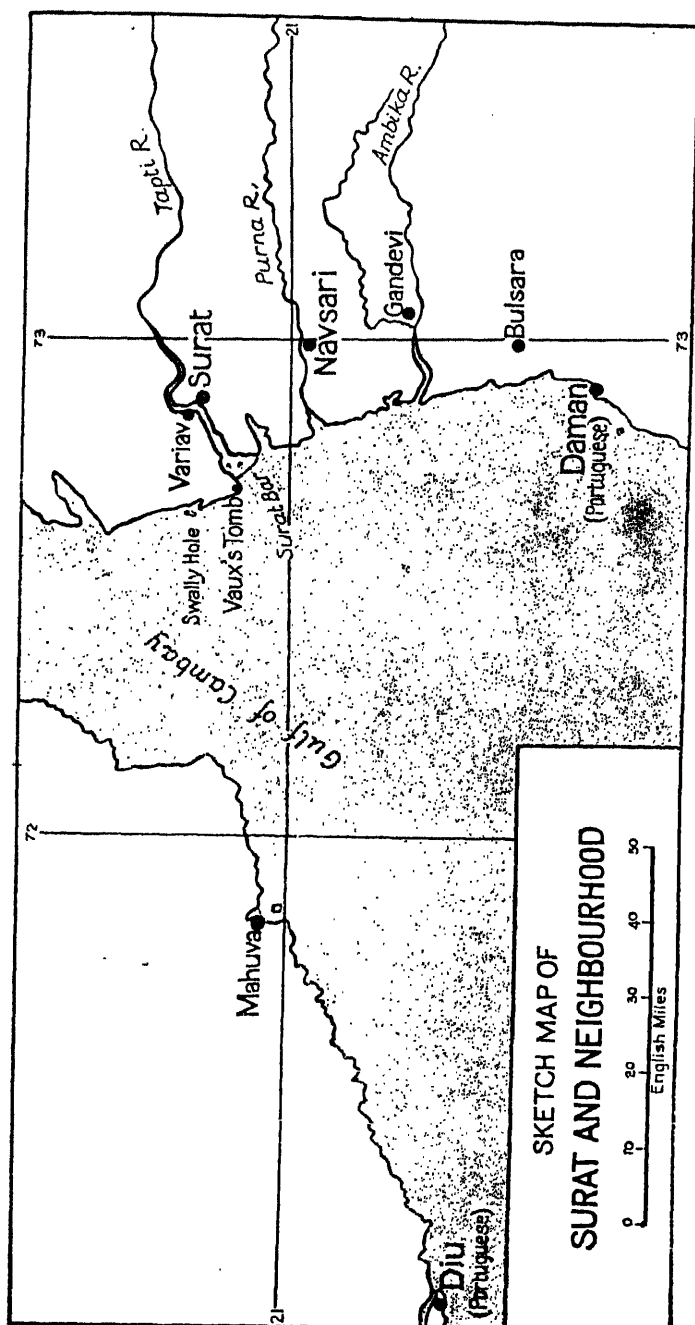 21
21
72
73
73
Tapti R.
Purna R.
Ambika R.
Variav
Surat
Swally Hole
Vaux's Tomb
Surat Bar
Navsari
Gandevi
Bulsara
Daman
(Portuguese)
Gulf of Cambay
Mahuva
Diu
(Portuguese)
SKETCH MAP OF
SURAT AND NEIGHBOURHOOD
0 10 20 30 40 50
English Miles